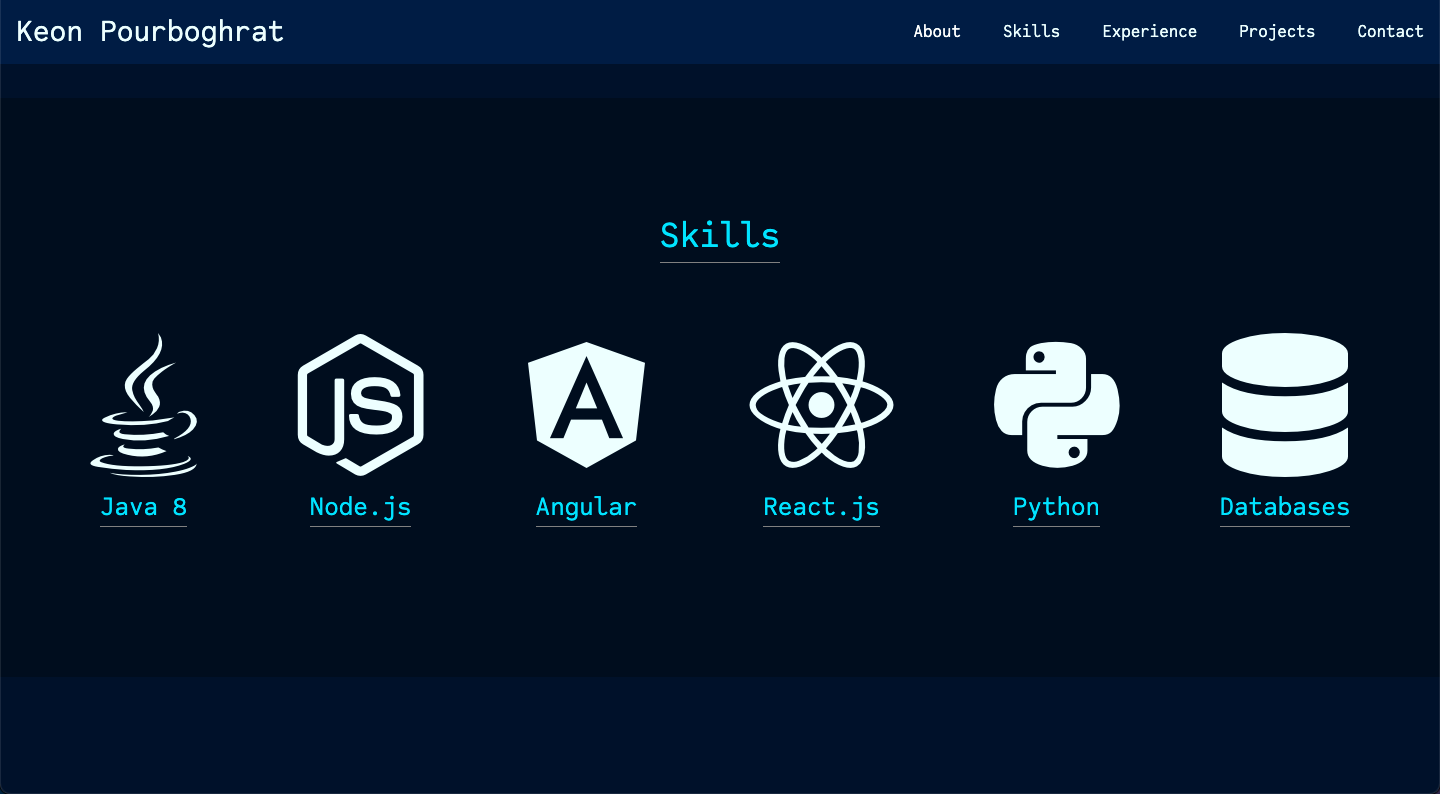 Keon Pourboghrat
About Skills Experience Projects Contact
Skills
JS A
Java 8 Node.js Angular React.js Python Databases